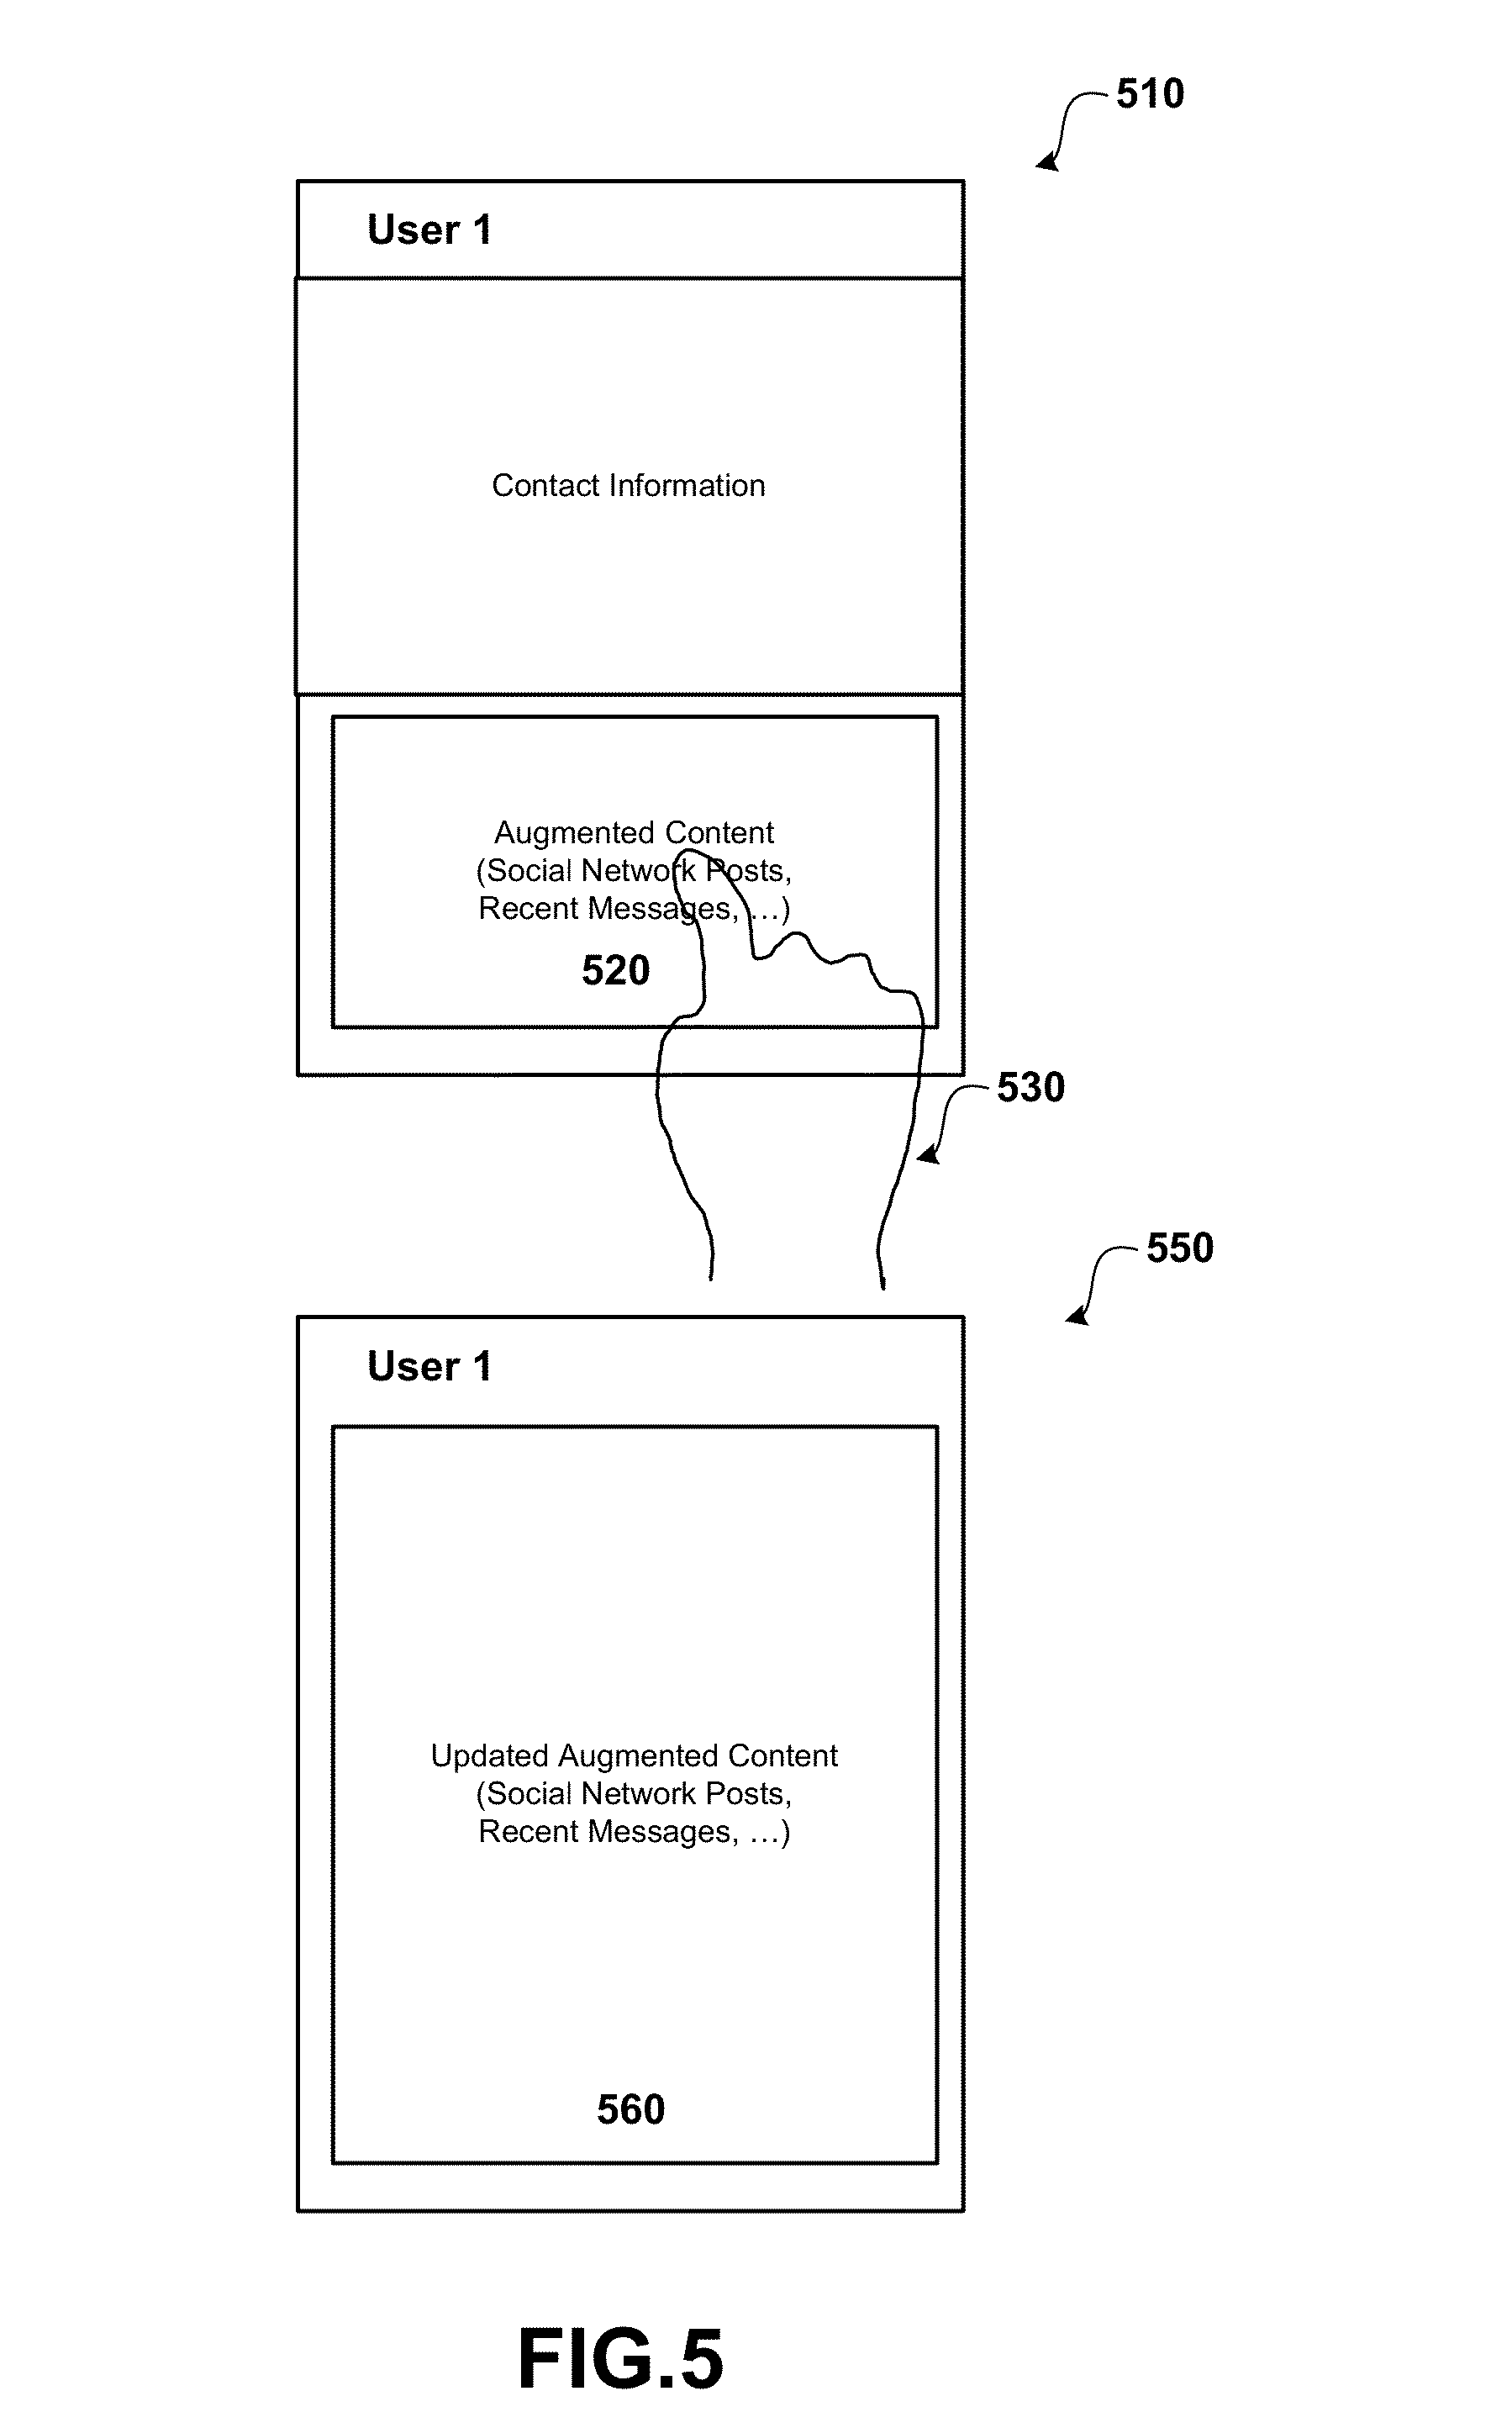 510
User 1
Contact Information
Augmented Content
(Social Network Posts,
Recent Messages, …)
520
530
550
User 1
Updated Augmented Content
(Social Network Posts,
Recent Messages, …)
560
FIG.5